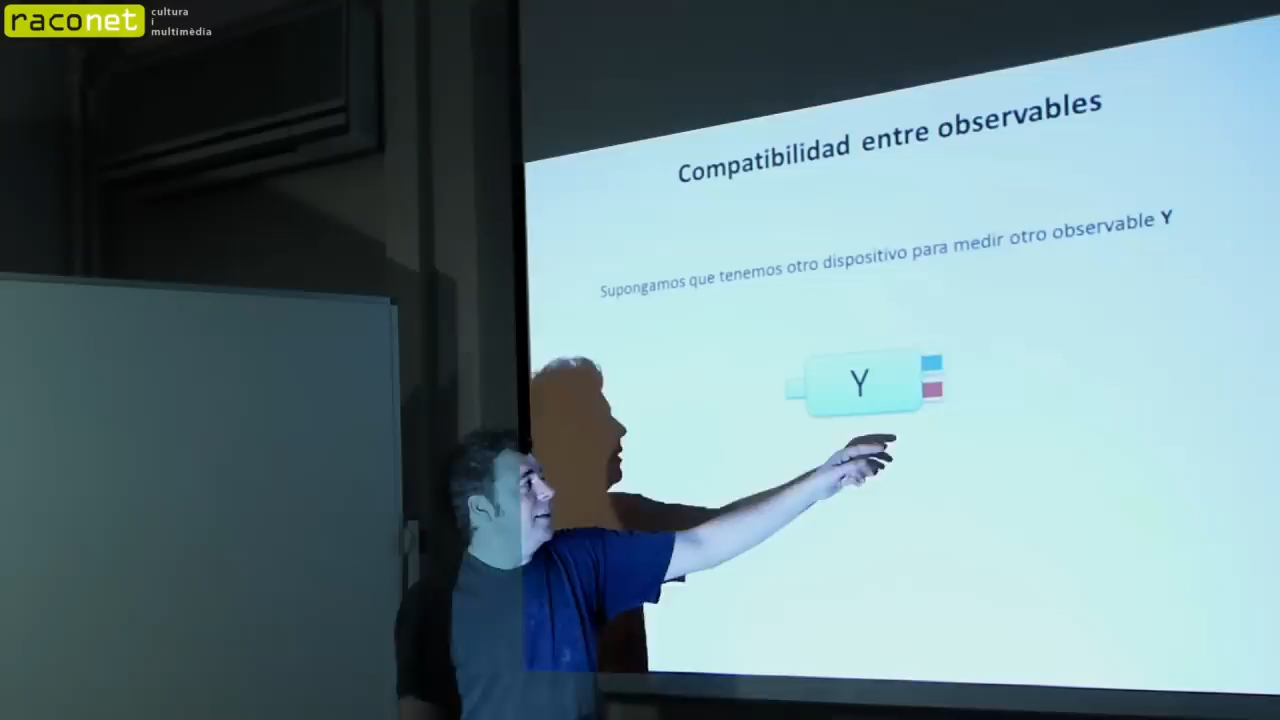 raconet
cultura
i
multimèdia
Compatibilidad entre observables
Supongamos que tenemos otro dispositivo para medir otro observable Y
Y